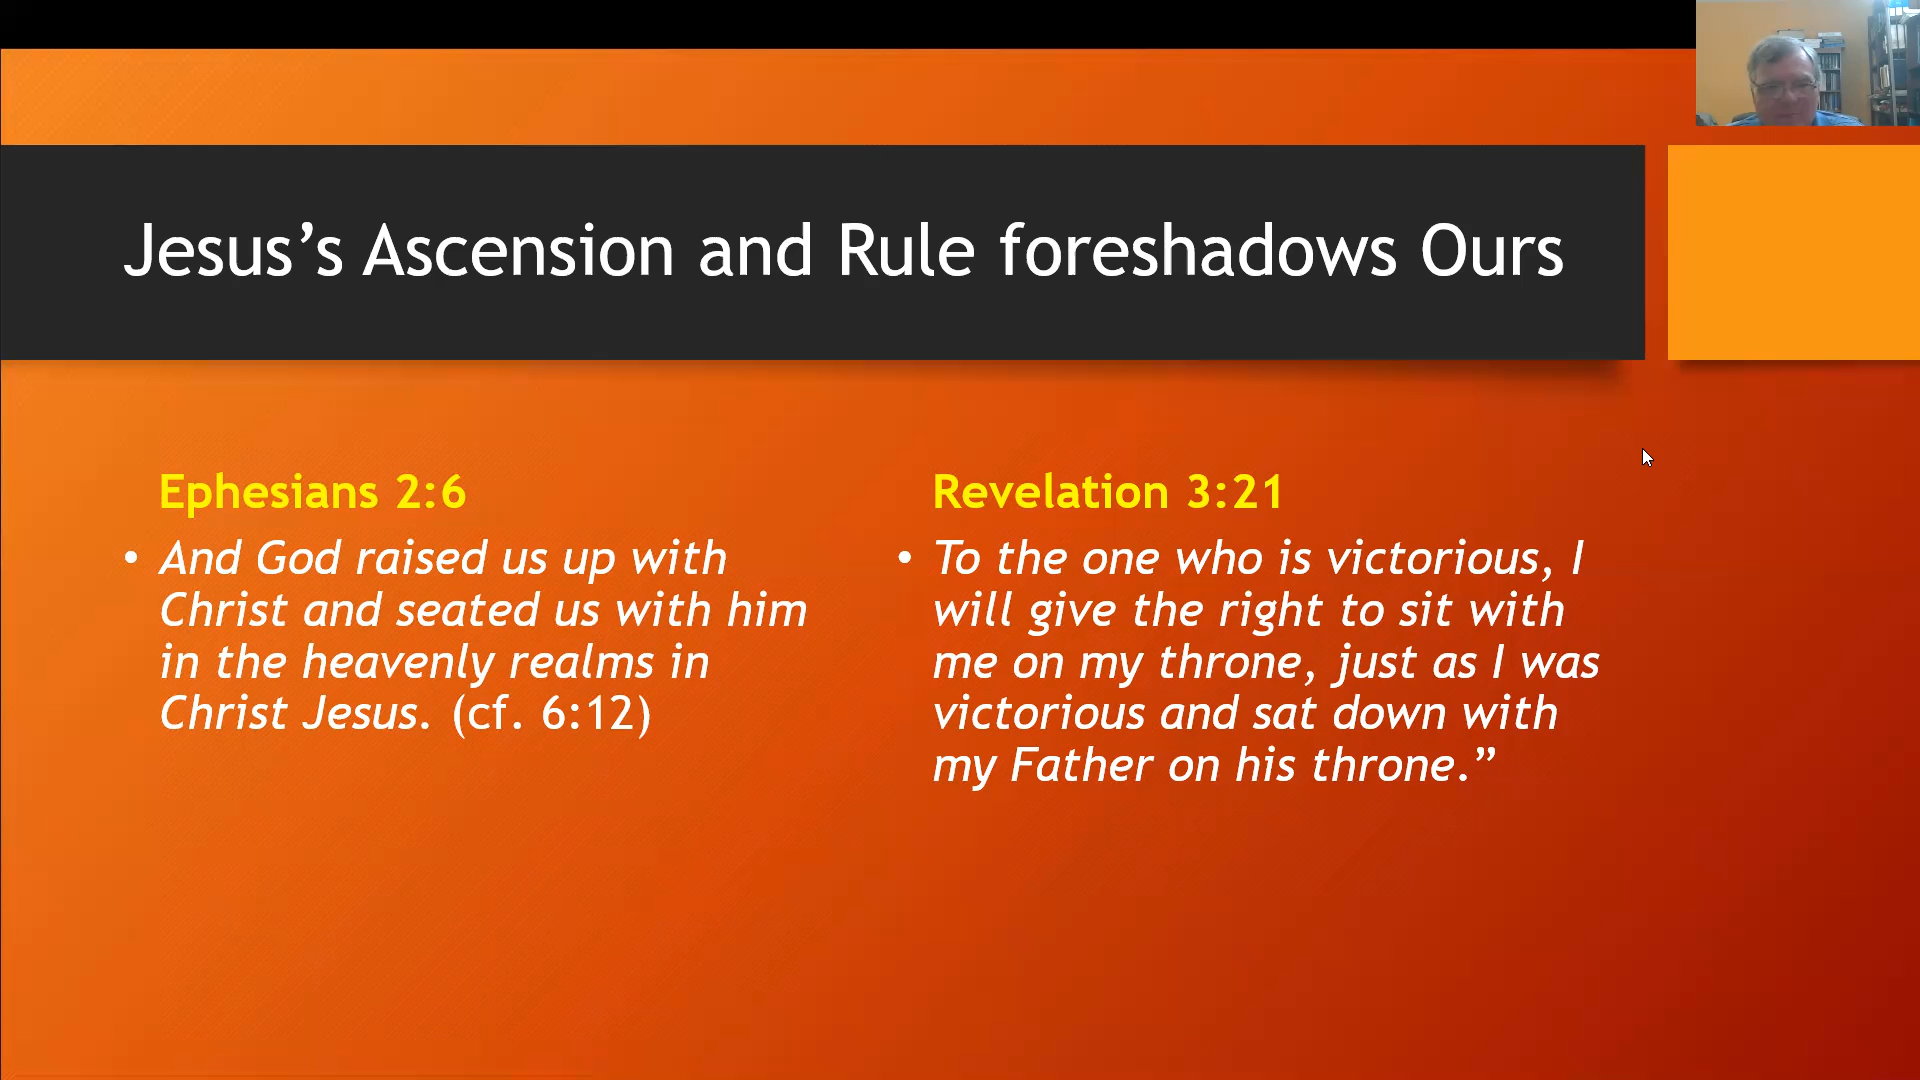 Jesus’s Ascension and Rule foreshadows Ours
Ephesians 2:6
• And God raised us up with
Christ and seated us with him
in the heavenly realms in
Christ Jesus. (cf. 6:12)
Revelation 3:21
• To the one who is victorious, I
will give the right to sit with
me on my throne, just as I was
victorious and sat down with
my Father on his throne.”